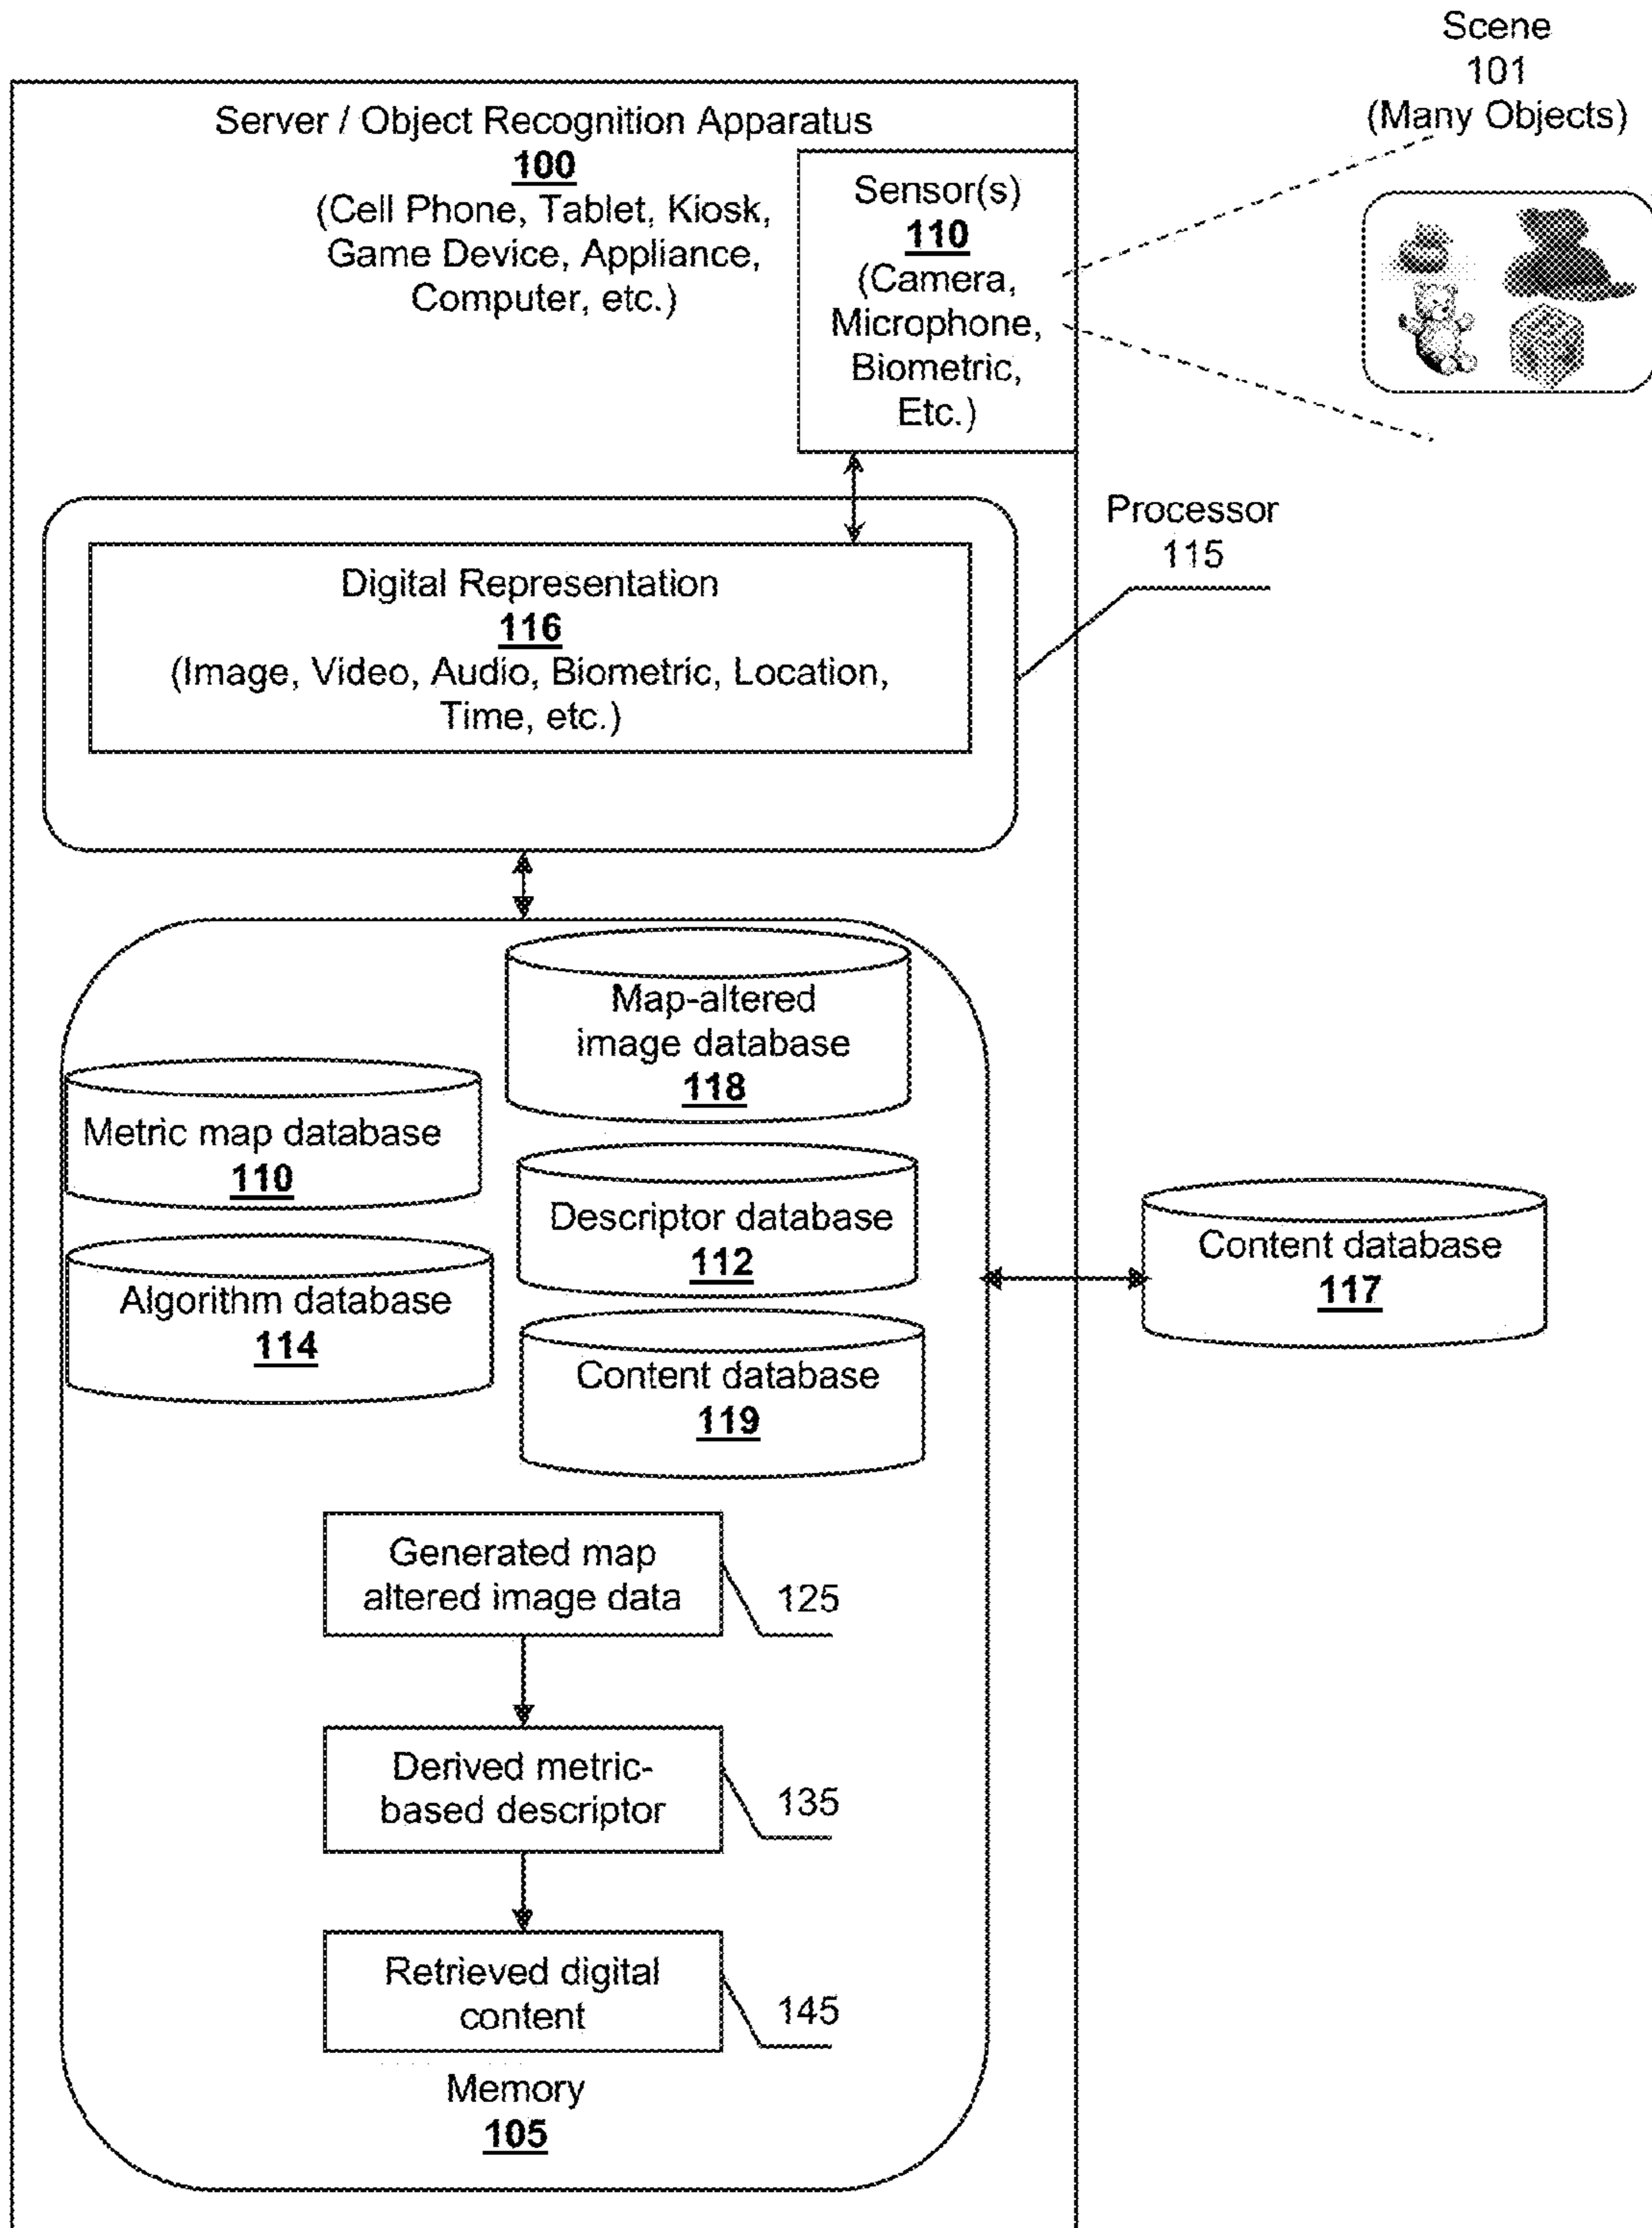 Scene
101
(Many Objects)
Server / Object Recognition Apparatus
100
(Cell Phone, Tablet, Kiosk,
Game Device, Appliance,
Computer, etc.)
Sensor(s)
110
(Camera,
Microphone,
Biometric,
Etc.)
Processor
115
Digital Representation
116
(Image, Video, Audio, Biometric, Location,
Time, etc.)
Map-altered
image database
118
Metric map database
110
Descriptor database
112
Algorithm database
114
Content database
119
Content database
117
Generated map
altered image data
125
Derived metric-
based descriptor
135
Retrieved digital
content
145
Memory
105